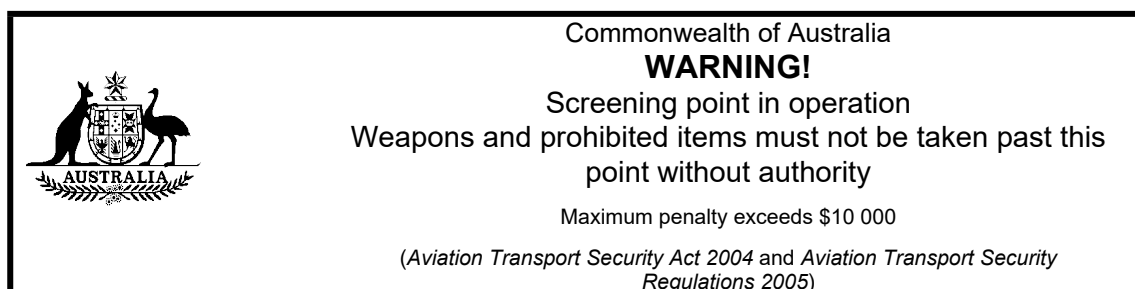 Commonwealth of Australia
WARNING!
Screening point in operation
Weapons and prohibited items must not be taken past this
point without authority
AUSTRALIA
Maximum penalty exceeds $10 000
(Aviation Transport Security Act 2004 and Aviation Transport Security
Regulations 2005)